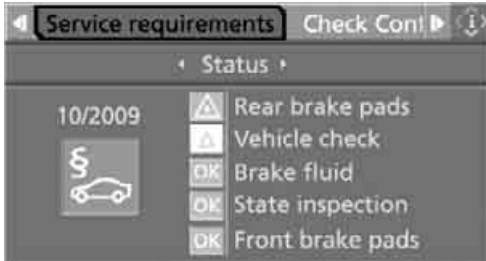 Service requirements Check Cont
Status
10/2009
§
Rear brake pads
Vehicle check
OK Brake fluid
OK State inspection
OK Front brake pads